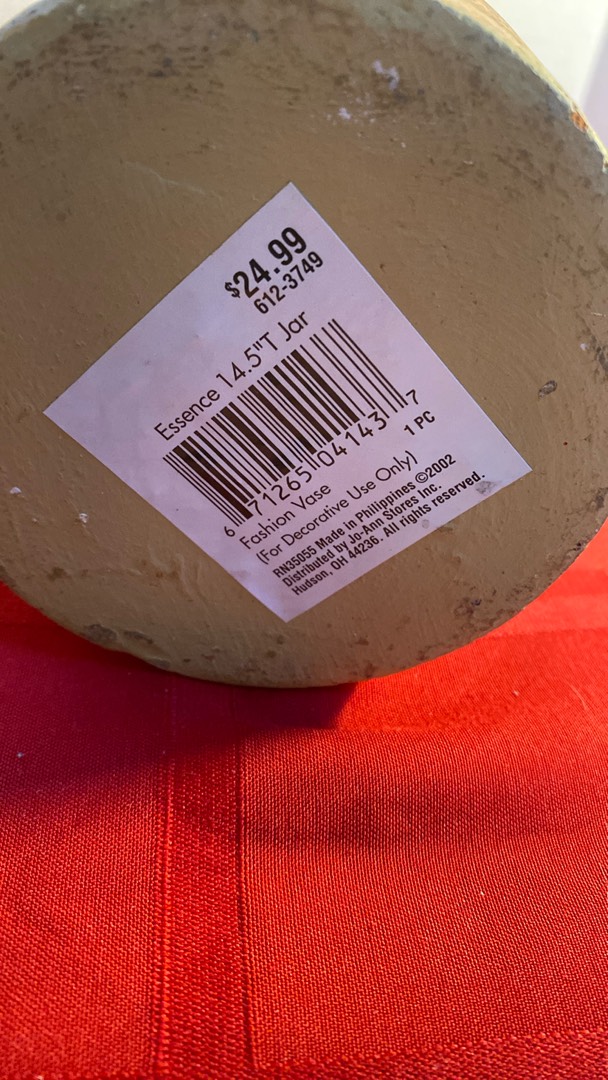 $24.99
612-3749
Essence 14.5"T Jar
6 71265 04143 7
1 PC
Fashion Vase
(For Decorative Use Only)
RN35055 Made in Philippines ©2002
Distributed by Jo-Ann Stores Inc.
Hudson, OH 44236. All rights reserved.